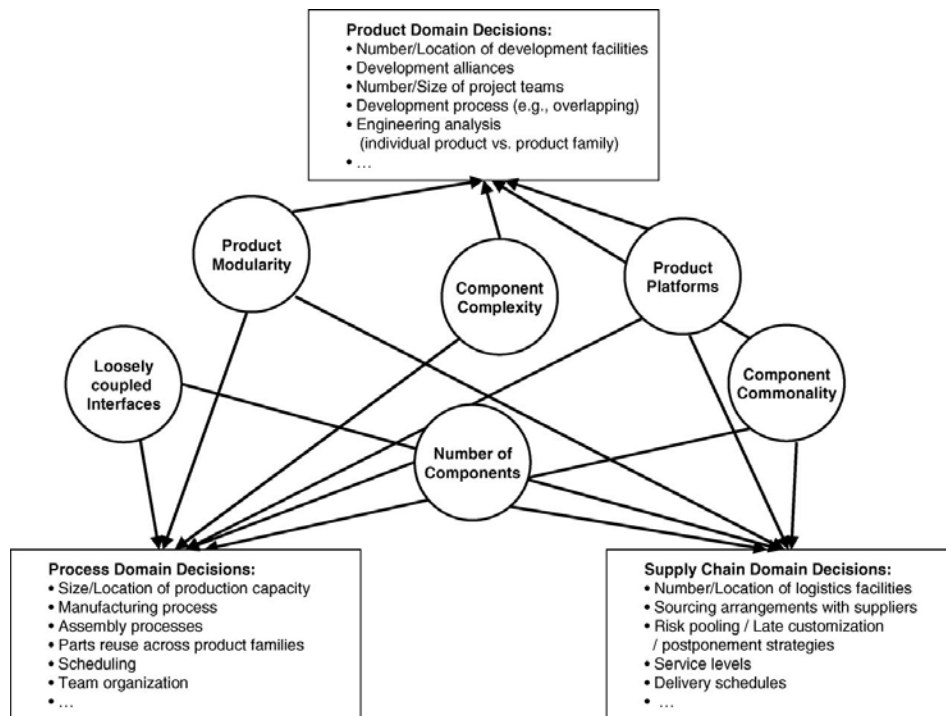 Product Domain Decisions:
• Number/Location of development facilities
• Development alliances
• Number/Size of project teams
• Development process (e.g., overlapping)
• Engineering analysis
(individual product vs. product family)
• ...
Product
Modularity
Component
Complexity
Product
Platforms
Loosely
coupled
Interfaces
Component
Commonality
Number of
Components
Process Domain Decisions:
• Size/Location of production capacity
• Manufacturing process
• Assembly processes
• Parts reuse across product families
• Scheduling
• Team organization
• ...
Supply Chain Domain Decisions:
• Number/Location of logistics facilities
• Sourcing arrangements with suppliers
• Risk pooling / Late customization
/ postponement strategies
• Service levels
• Delivery schedules
• ...